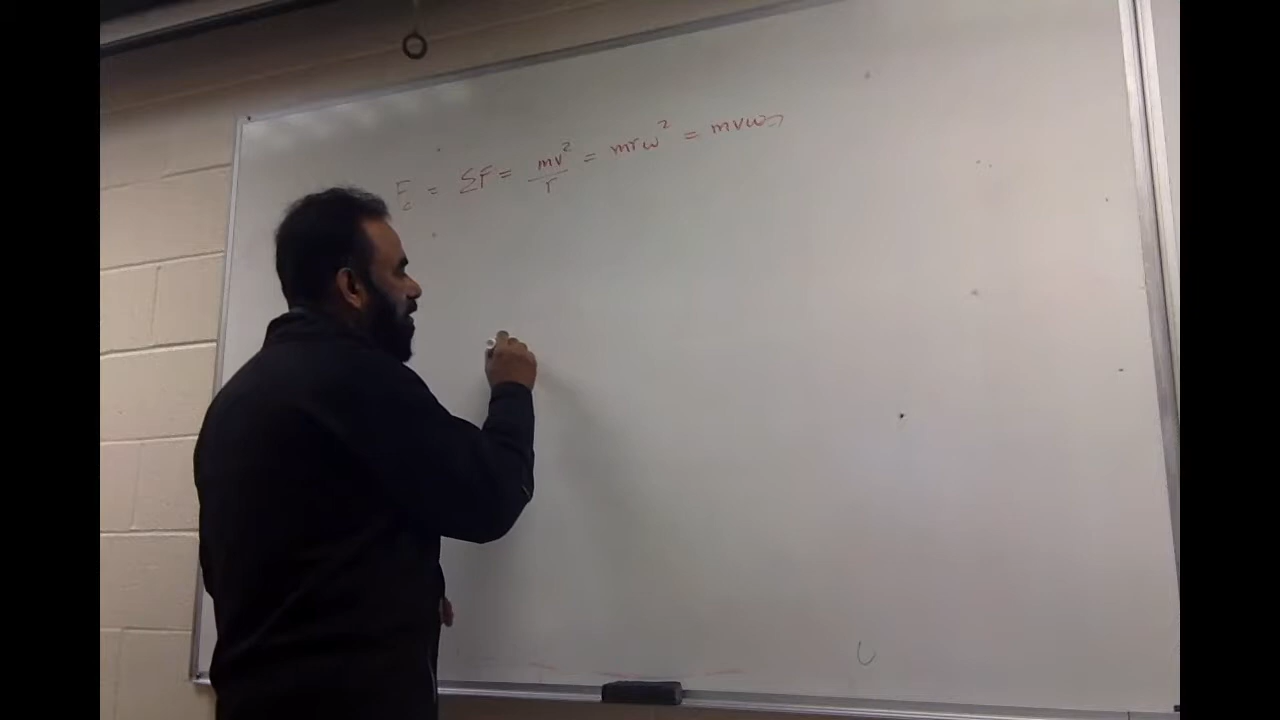 F_c = ΣF = mv²/r = mrω² = mvω